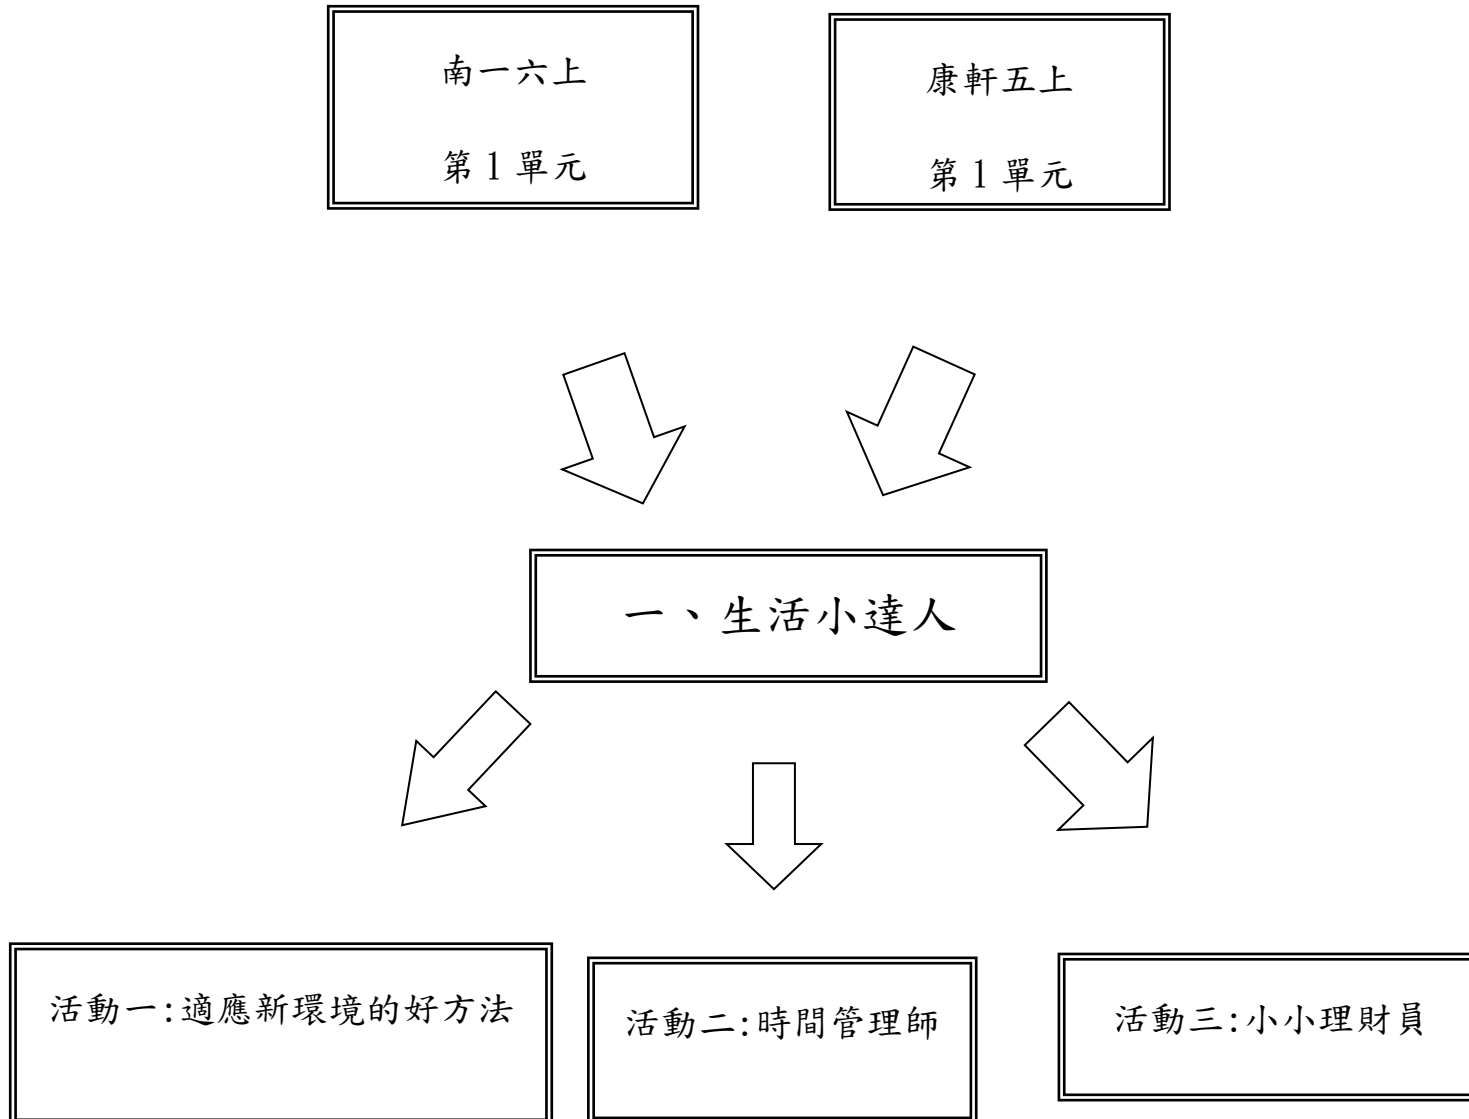 南一六上
第1單元
康軒五上
第1單元
一、生活小達人
活動一:適應新環境的好方法
活動二:時間管理師
活動三:小小理財員